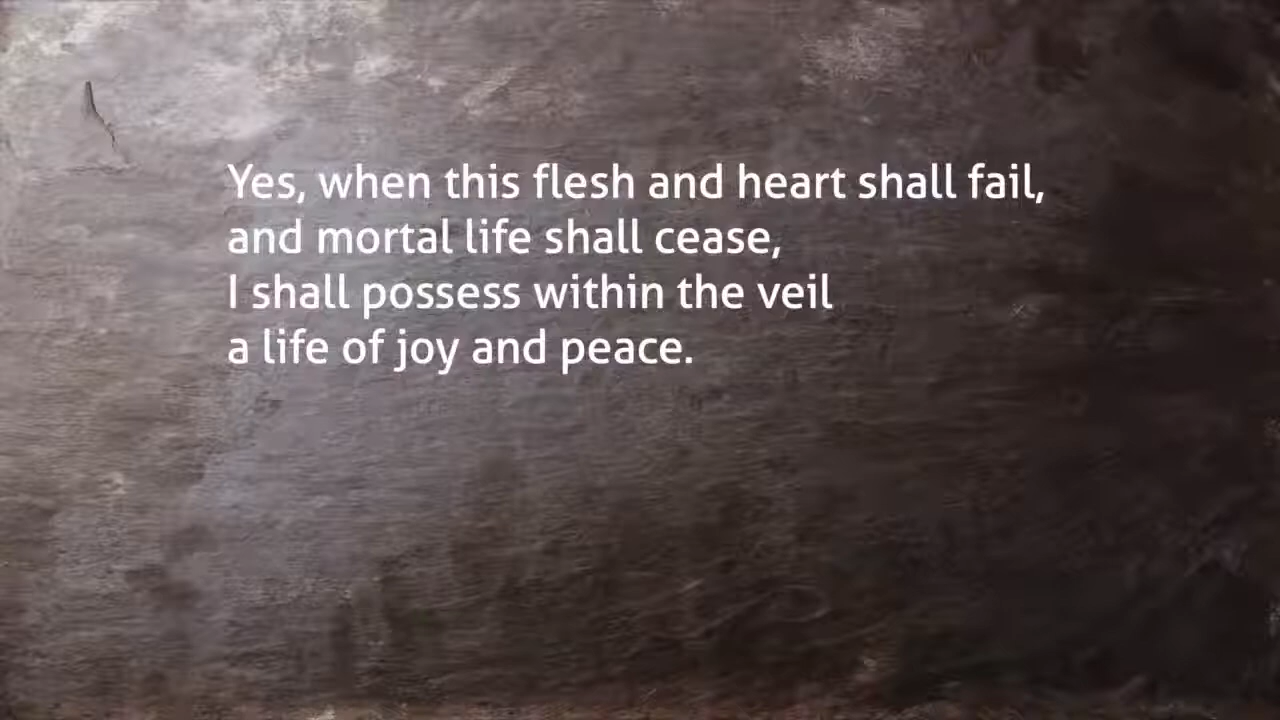 Yes, when this flesh and heart shall fail,
and mortal life shall cease,
I shall possess within the veil
a life of joy and peace.